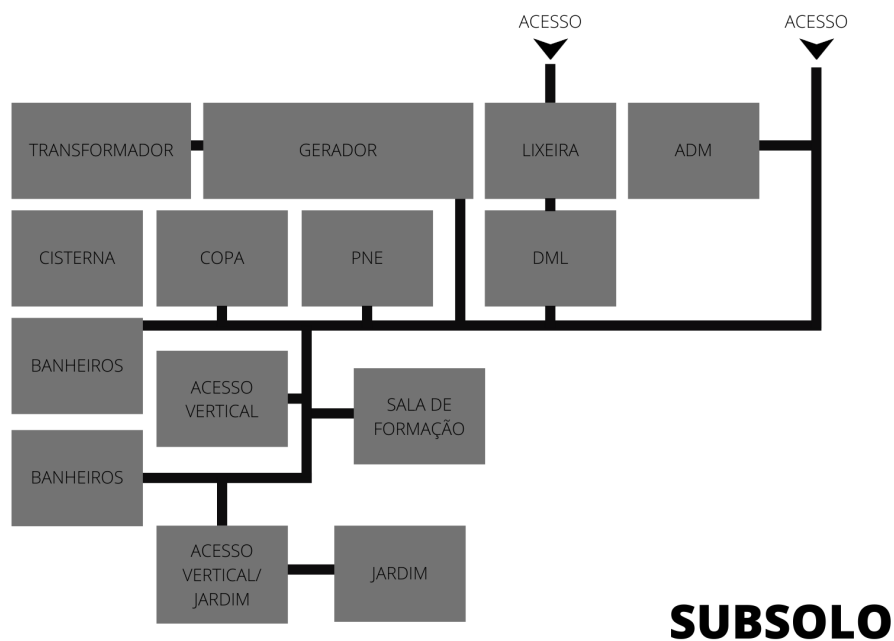 ACESSO
ACESSO
TRANSFORMADOR
GERADOR
LIXEIRA
ADM
CISTERNA
COPA
PNE
DML
BANHEIROS
ACESSO
VERTICAL
SALA DE
FORMAÇÃO
BANHEIROS
ACESSO
VERTICAL/
JARDIM
JARDIM
SUBSOLO